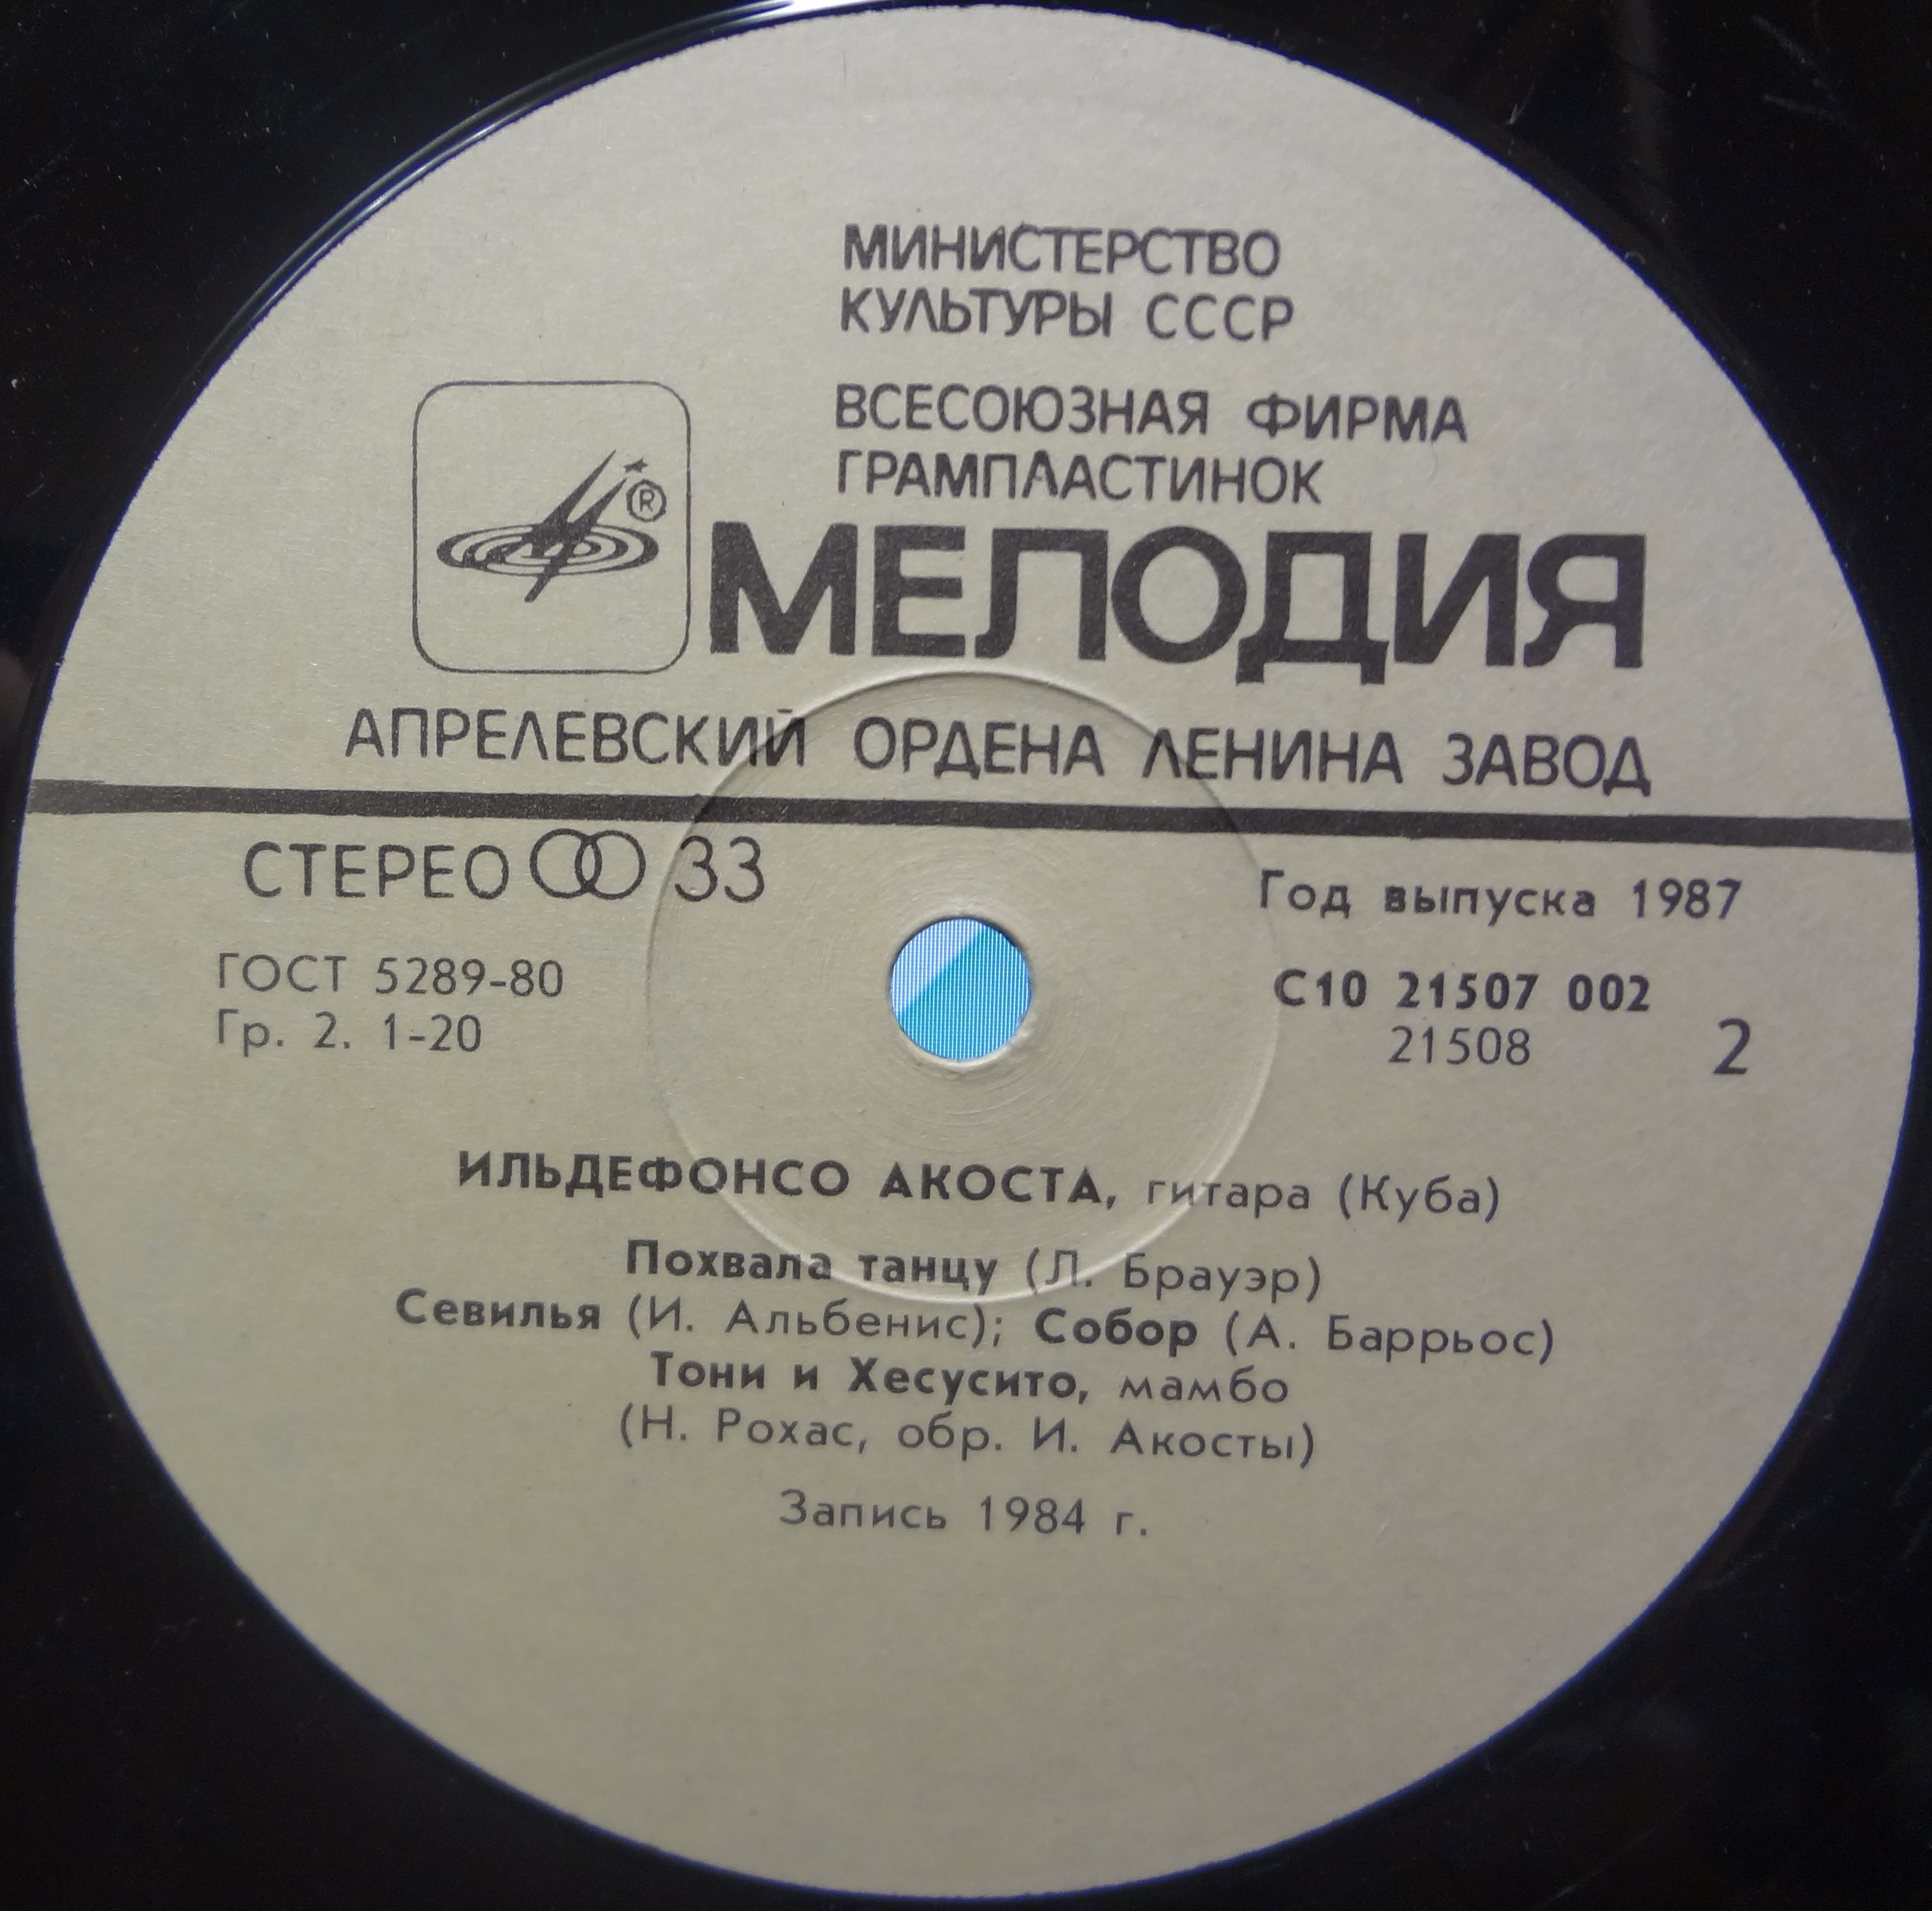 МИНИСТЕРСТВО
КУЛЬТУРЫ СССР
ВСЕСОЮЗНАЯ ФИРМА
ГРАМПЛАСТИНОК
®
МЕЛОДИЯ
АПРЕЛЕВСКИЙ ОРДЕНА ЛЕНИНА ЗАВОД
СТЕРЕО 33
Год выпуска 1987
ГОСТ 5289-80
Гр. 2. 1-20
С10 21507 002
21508
2
ИЛЬДЕФОНСО АКОСТА, гитара (Куба)
Похвала танцу (Л. Брауэр)
Севилья (И. Альбенис); Собор (А. Баррьос)
Тони и Хесусито, мамбо
(Н. Рохас, обр. И. Акосты)
Запись 1984 г.